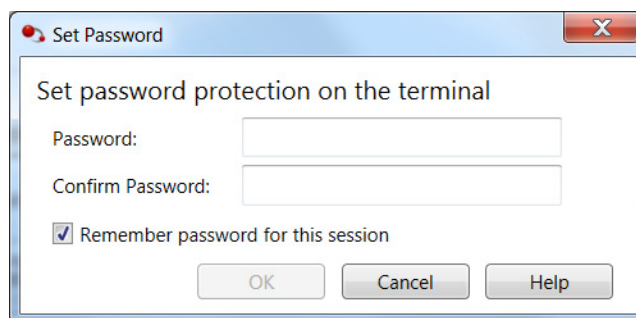 Set Password
Set password protection on the terminal
Password:
Confirm Password:
Remember password for this session
OK Cancel Help